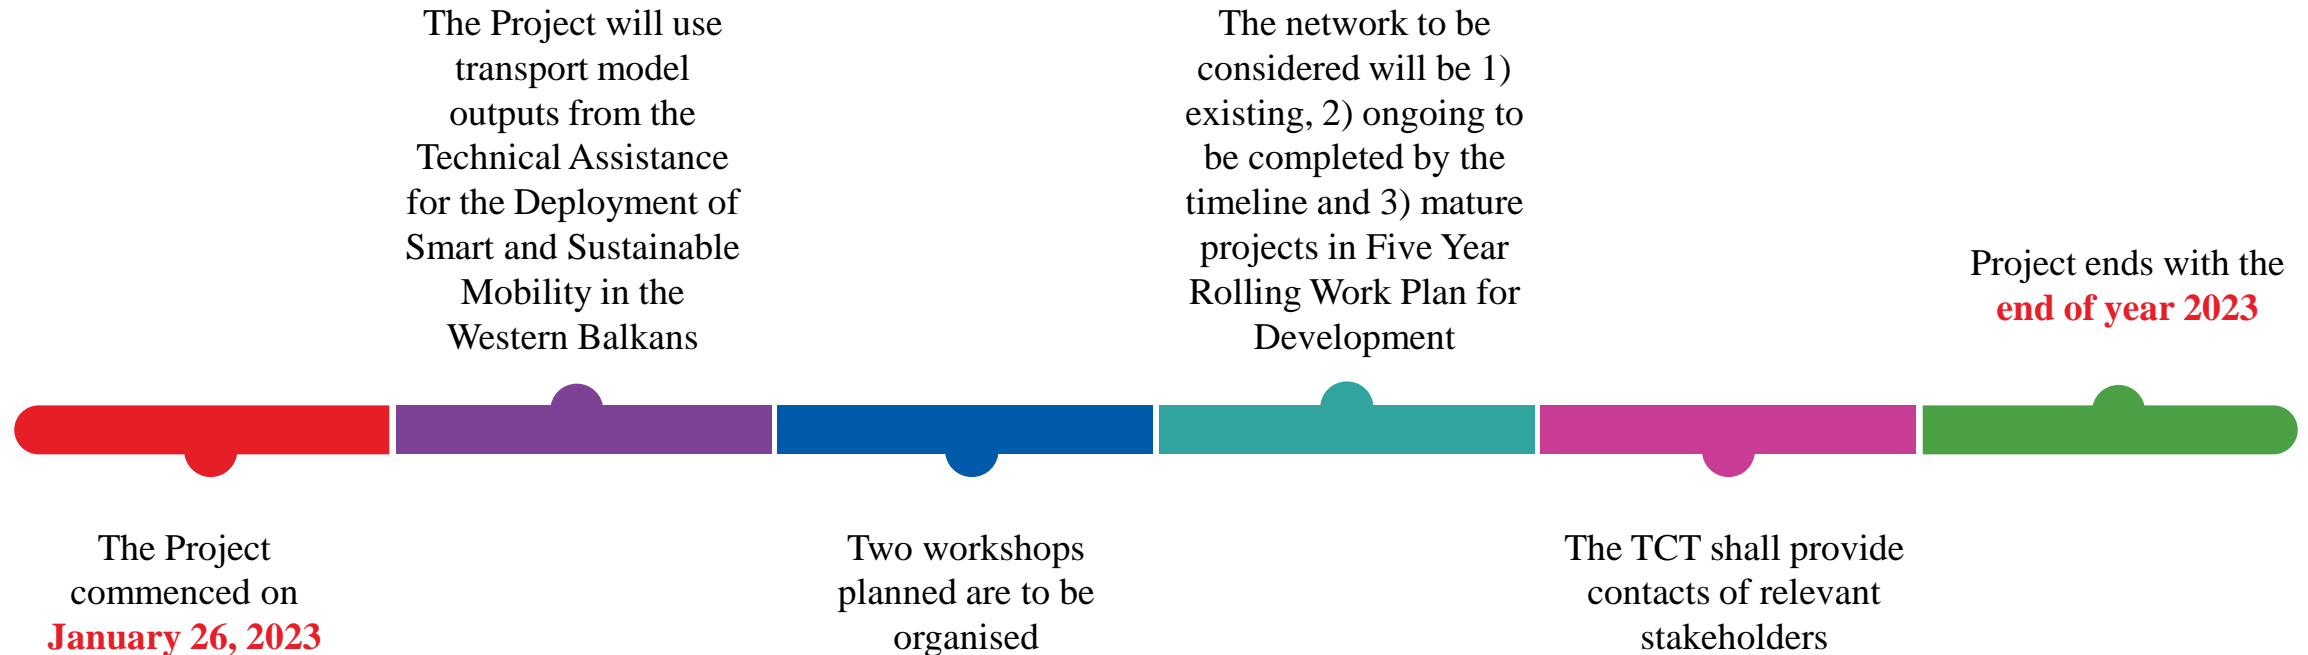 The Project
commenced on
January 26, 2023
The Project will use
transport model
outputs from the
Technical Assistance
for the Deployment of
Smart and Sustainable
Mobility in the
Western Balkans
Two workshops
planned are to be
organised
The network to be
considered will be 1)
existing, 2) ongoing to
be completed by the
timeline and 3) mature
projects in Five Year
Rolling Work Plan for
Development
The TCT shall provide
contacts of relevant
stakeholders
Project ends with the
end of year 2023